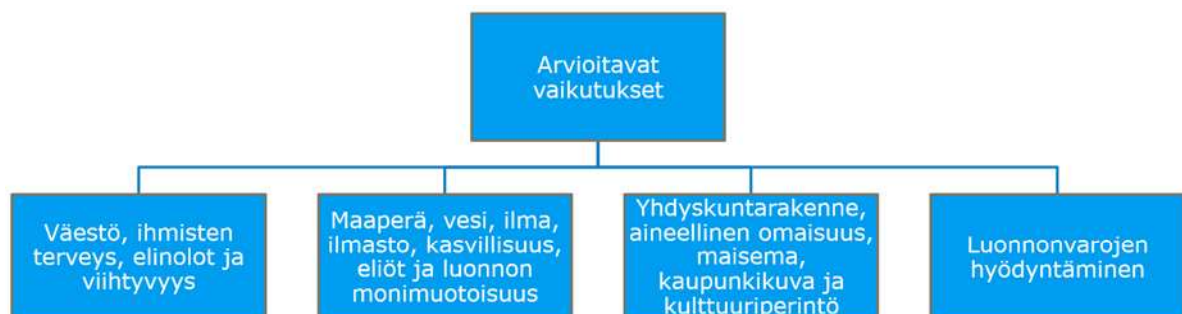 Arvioitavat
vaikutukset
Väestö, ihmisten
terveys, elinolot ja
viihtyvyys
Maaperä, vesi, ilma,
ilmasto, kasvillisuus,
eliöt ja luonnon
monimuotoisuus
Yhdyskuntarakenne,
aineellinen omaisuus,
maisema,
kaupunkikuva ja
kulttuuriperintö
Luonnonvarojen
hyödyntäminen